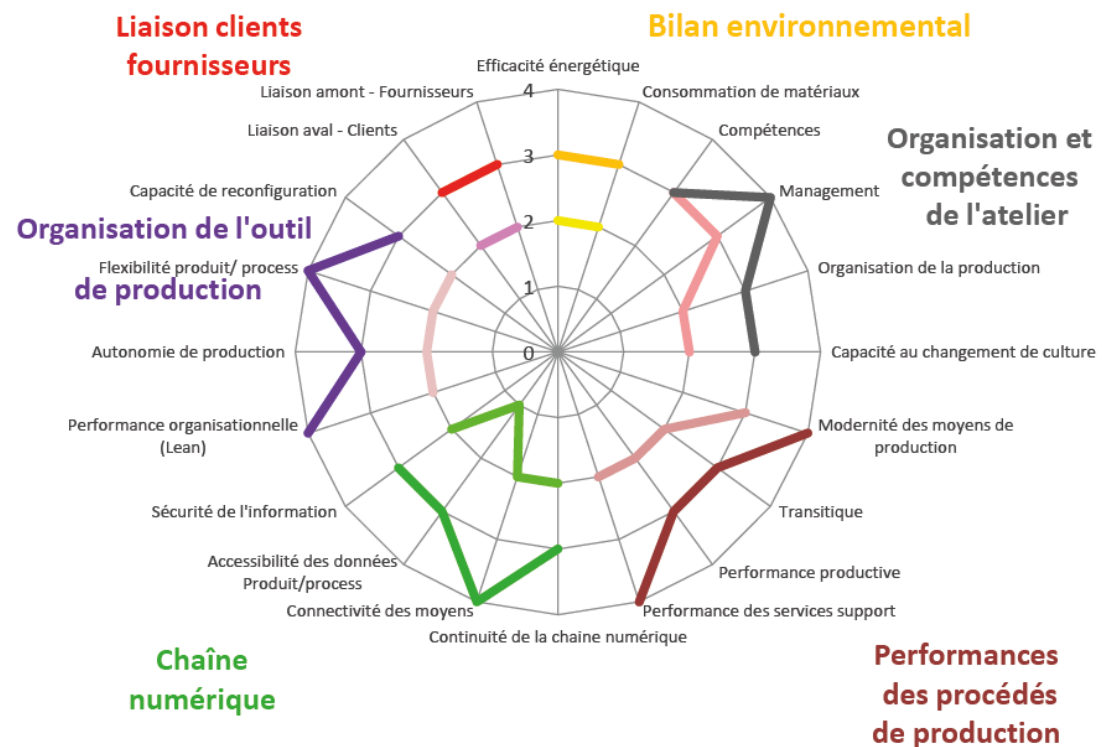 Liaison clients
fournisseurs
Bilan environnemental
Efficacité énergétique
Liaison amont - Fournisseurs
Consommation de matériaux
Liaison aval - Clients
Compétences
Organisation et
compétences
de l'atelier
Capacité de reconfiguration
Management
Organisation de l'outil
de production
Flexibilité produit/ process
Organisation de la production
Autonomie de production
Capacité au changement de culture
4
3
2
1
0
Performance organisationnelle
(Lean)
Modernité des moyens de
production
Sécurité de l'information
Transitique
Accessibilité des données
Produit/process
Performance productive
Connectivité des moyens
Performance des services support
Continuité de la chaine numérique
Chaîne
numérique
Performances
des procédés
de production